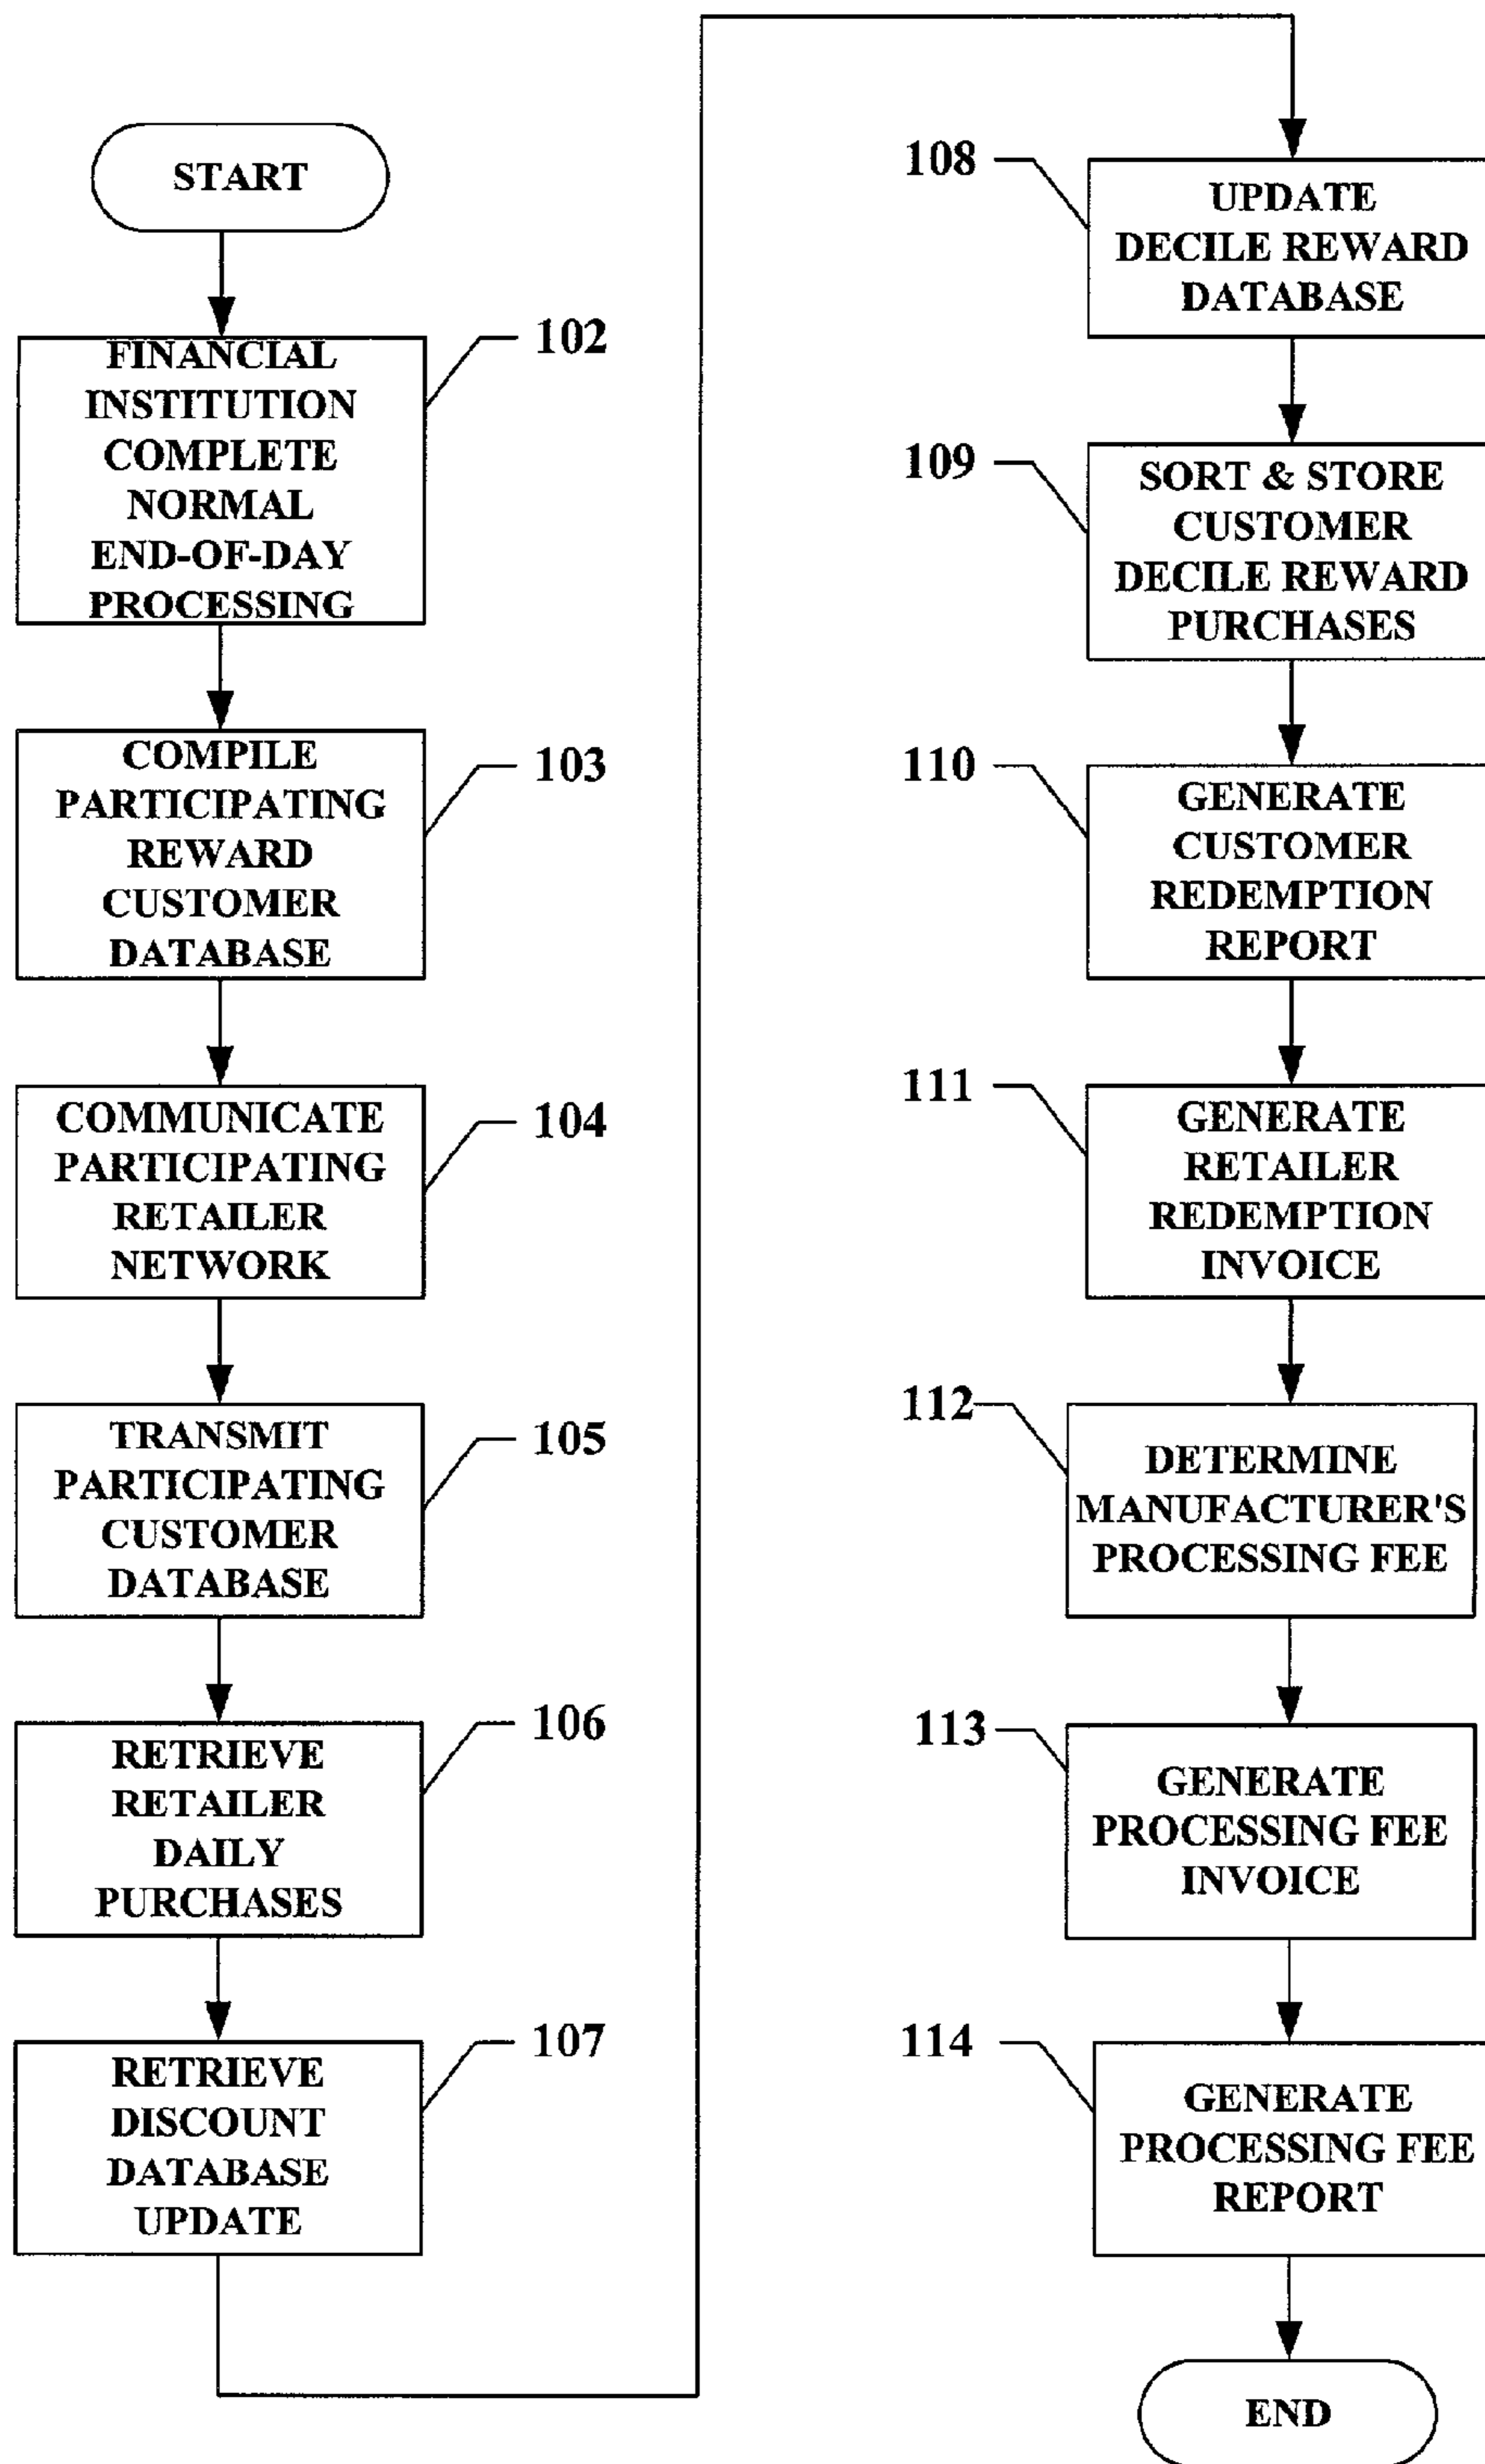 START
FINANCIAL
INSTITUTION
COMPLETE
NORMAL
END-OF-DAY
PROCESSING
102
COMPILE
PARTICIPATING
REWARD
CUSTOMER
DATABASE
103
COMMUNICATE
PARTICIPATING
RETAILER
NETWORK
104
TRANSMIT
PARTICIPATING
CUSTOMER
DATABASE
105
RETRIEVE
RETAILER
DAILY
PURCHASES
106
RETRIEVE
DISCOUNT
DATABASE
UPDATE
107
108
UPDATE
DECILE REWARD
DATABASE
109
SORT & STORE
CUSTOMER
DECILE REWARD
PURCHASES
110
GENERATE
CUSTOMER
REDEMPTION
REPORT
111
GENERATE
RETAILER
REDEMPTION
INVOICE
112
DETERMINE
MANUFACTURER'S
PROCESSING FEE
113
GENERATE
PROCESSING FEE
INVOICE
114
GENERATE
PROCESSING FEE
REPORT
END